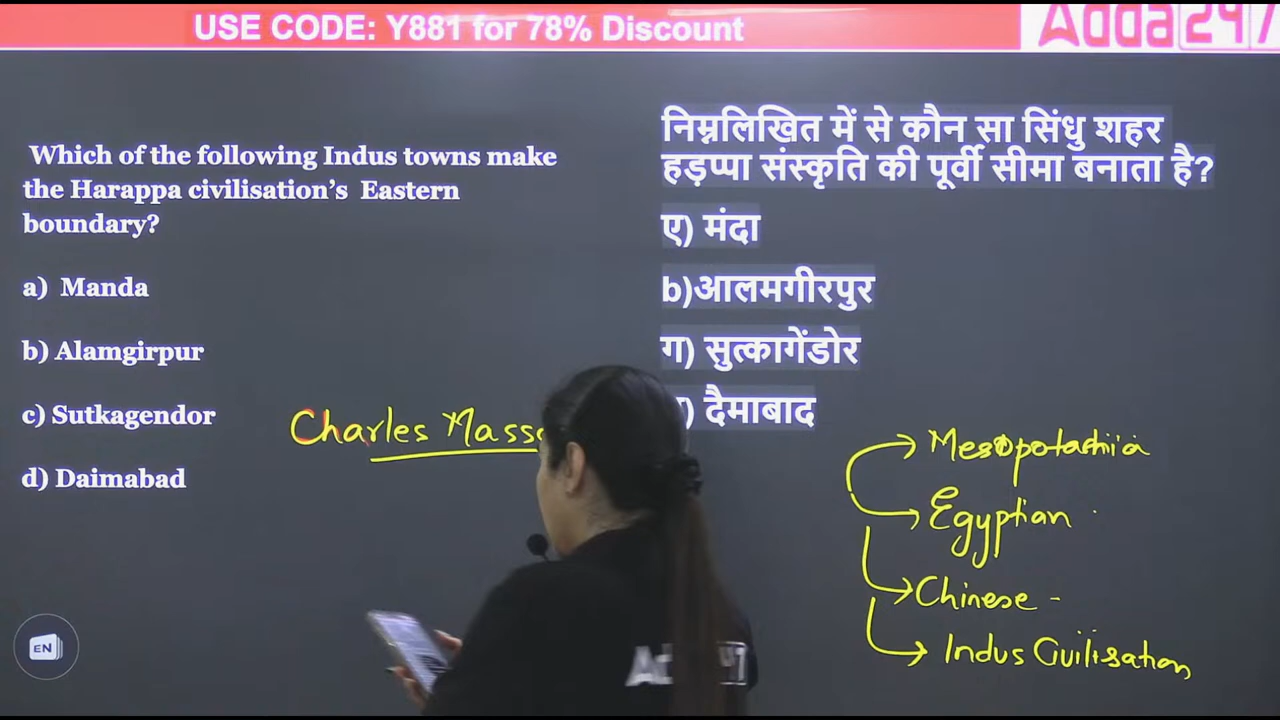 USE CODE: Y881 for 78% Discount
Adda247
Which of the following Indus towns make
the Harappa civilisation's Eastern
boundary?
a) Manda
b) Alamgirpur
c) Sutkagendor
d) Daimabad
निम्नलिखित में से कौन सा सिंधु शहर
हड़प्पा संस्कृति की पूर्वी सीमा बनाता है?
ए) मंदा
b)आलमगीरपुर
ग) सुत्कागेंडोर
दैमाबाद
Charles
Mesopotamia
Egyptian
Chinese -
Indus Civilisation
EN